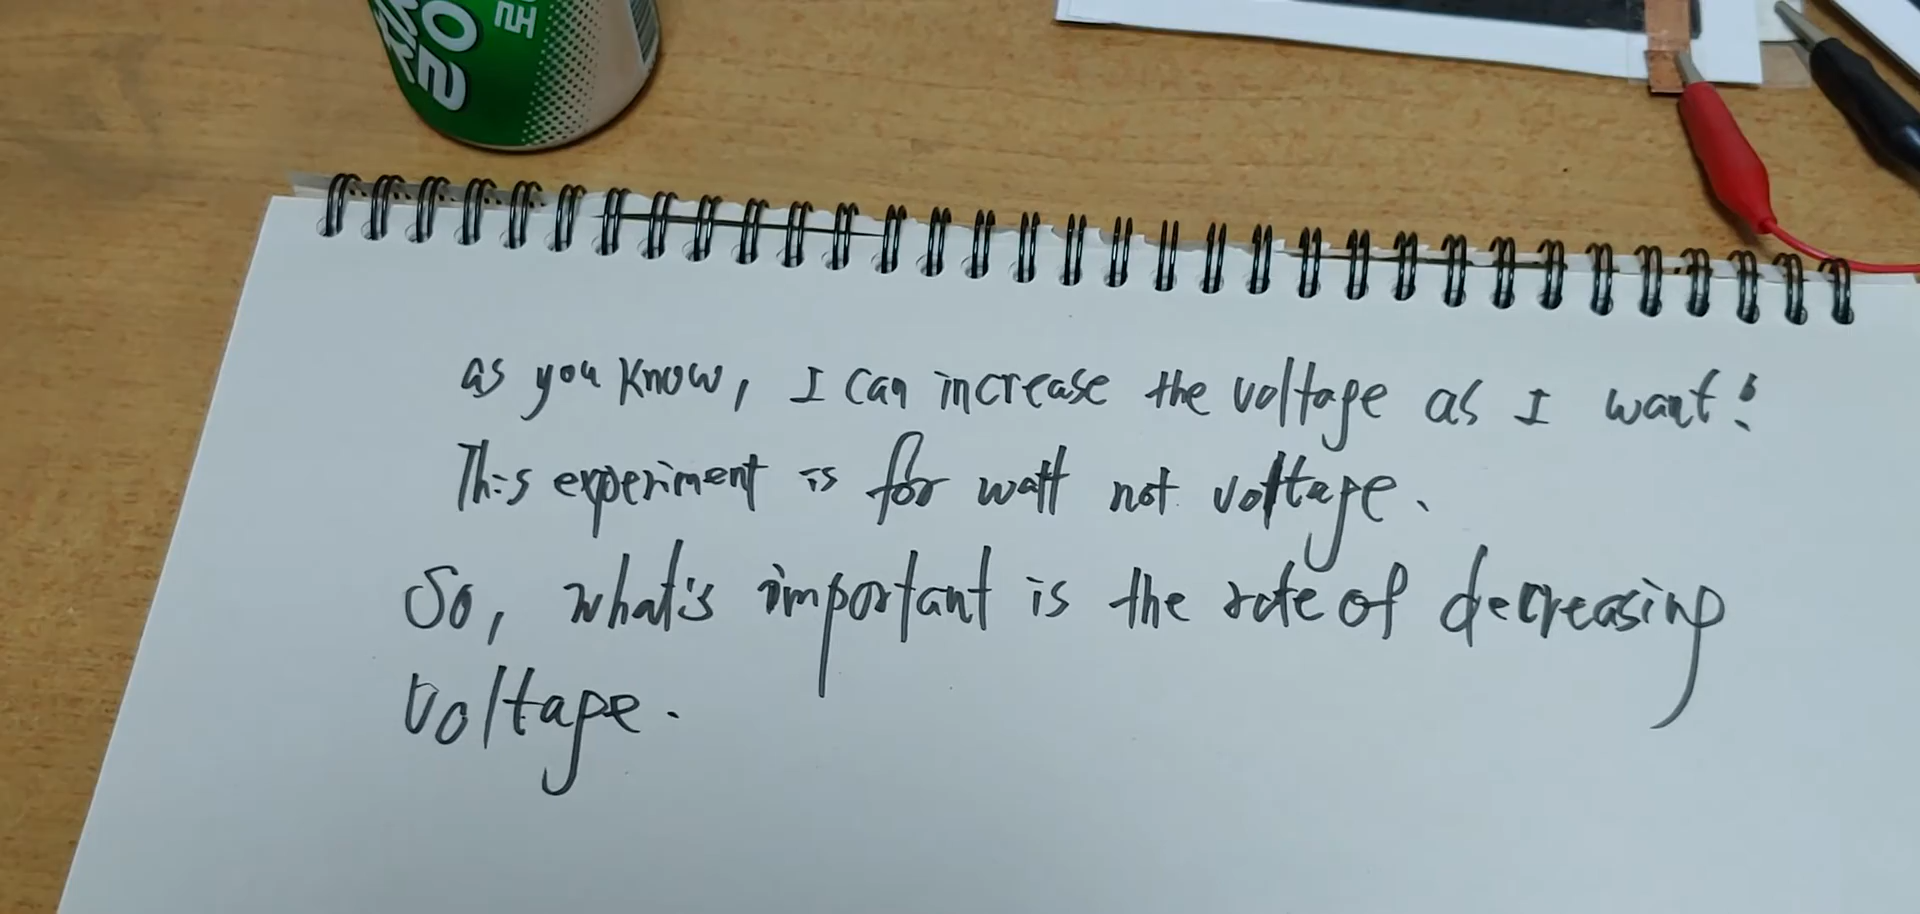 as you know, I can increase the voltage as I want!
This experiment is for watt not voltage.
So, what's important is the rate of decreasing
voltage.